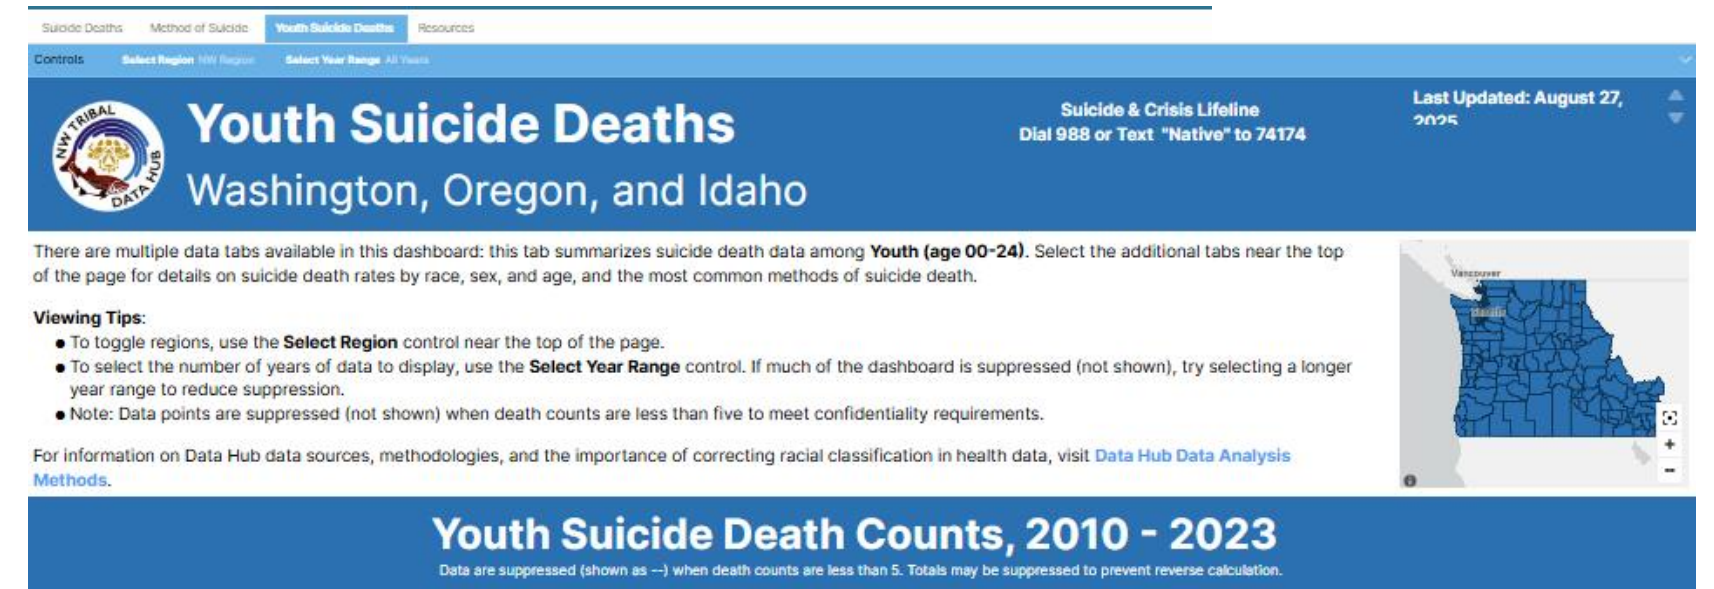 Suicide Deaths Method of Suicide Youth Suicide Deaths Resources
Controls Select Region NW Region Select Year Range All Years
NW TRIBAL DATA HUB
Youth Suicide Deaths
Washington, Oregon, and Idaho
Suicide & Crisis Lifeline
Dial 988 or Text "Native" to 74174
Last Updated: August 27,
2025
There are multiple data tabs available in this dashboard: this tab summarizes suicide death data among Youth (age 00-24). Select the additional tabs near the top
of the page for details on suicide death rates by race, sex, and age, and the most common methods of suicide death.
Viewing Tips:
● To toggle regions, use the Select Region control near the top of the page.
● To select the number of years of data to display, use the Select Year Range control. If much of the dashboard is suppressed (not shown), try selecting a longer
year range to reduce suppression.
● Note: Data points are suppressed (not shown) when death counts are less than five to meet confidentiality requirements.
For information on Data Hub data sources, methodologies, and the importance of correcting racial classification in health data, visit Data Hub Data Analysis
Methods.
Vancouver
Youth Suicide Death Counts, 2010 - 2023
Data are suppressed (shown as --) when death counts are less than 5. Totals may be suppressed to prevent reverse calculation.